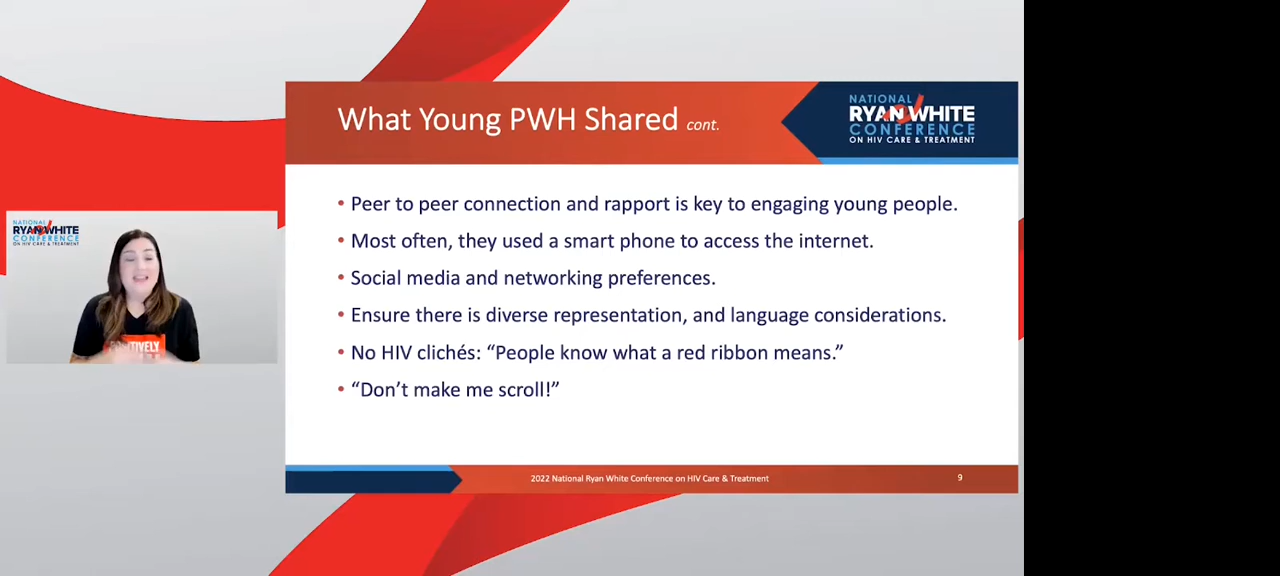 What Young PWH Shared cont.
NATIONAL
RYAN WHITE
CONFERENCE
ON HIV CARE & TREATMENT
• Peer to peer connection and rapport is key to engaging young people.
• Most often, they used a smart phone to access the internet.
• Social media and networking preferences.
• Ensure there is diverse representation, and language considerations.
• No HIV clichés: “People know what a red ribbon means.”
• “Don’t make me scroll!”
2022 National Ryan White Conference on HIV Care & Treatment
9
NATIONAL
RYAN WHITE
CONFERENCE
ON HIV CARE & TREATMENT
POSITIVELY